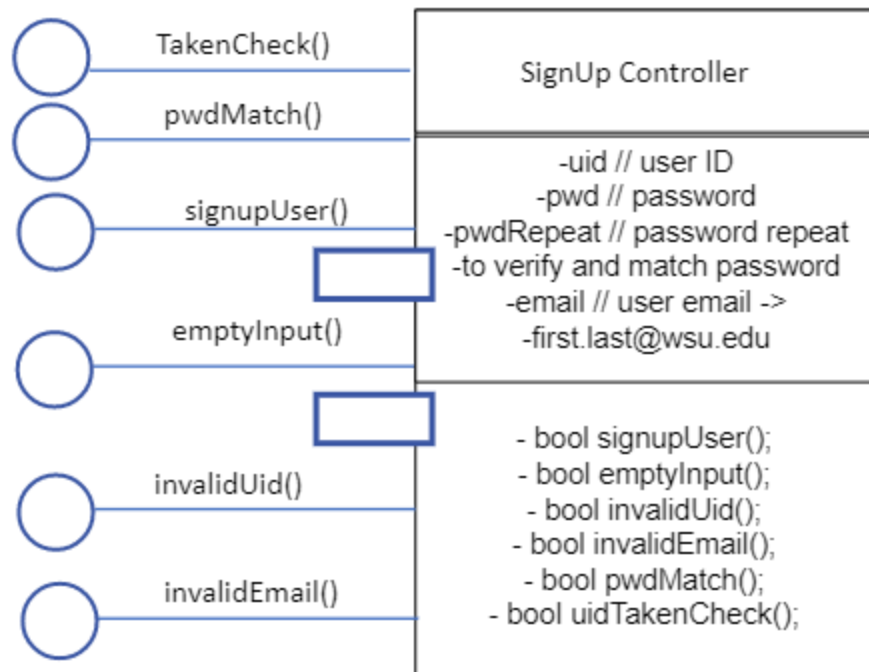 TakenCheck()
pwdMatch()
signupUser()
emptyInput()
invalidUid()
invalidEmail()
SignUp Controller
-uid // user ID
-pwd // password
-pwdRepeat // password repeat
-to verify and match password
-email // user email ->
-first.last@wsu.edu
- bool signupUser();
- bool emptyInput();
- bool invalidUid();
- bool invalidEmail();
- bool pwdMatch();
- bool uidTakenCheck();